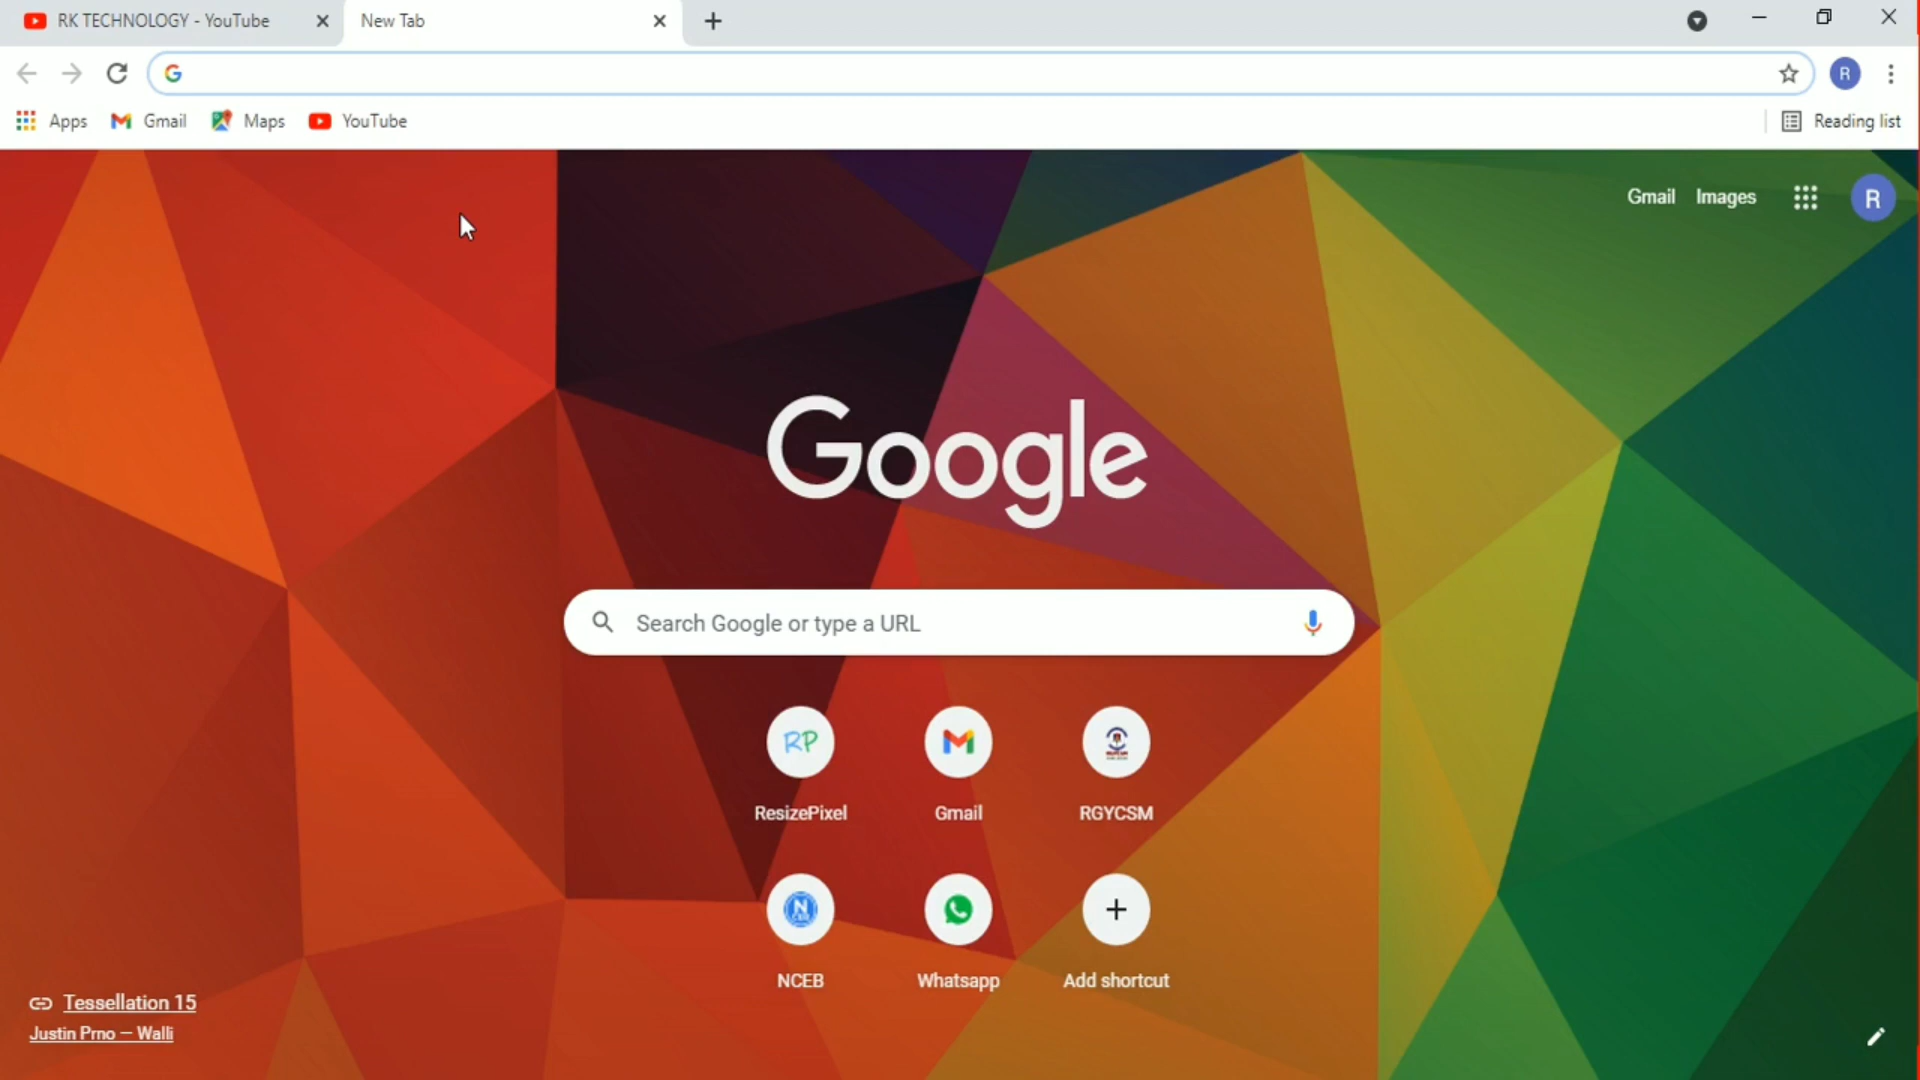 RK TECHNOLOGY - YouTube
New Tab
Apps
Gmail
Maps
YouTube
Reading list
R
Gmail
Images
R
Google
Search Google or type a URL
RP
ResizePixel
Gmail
RGYCSM
NCEB
Whatsapp
Add shortcut
Tessellation 15
Justin Prno — Walli